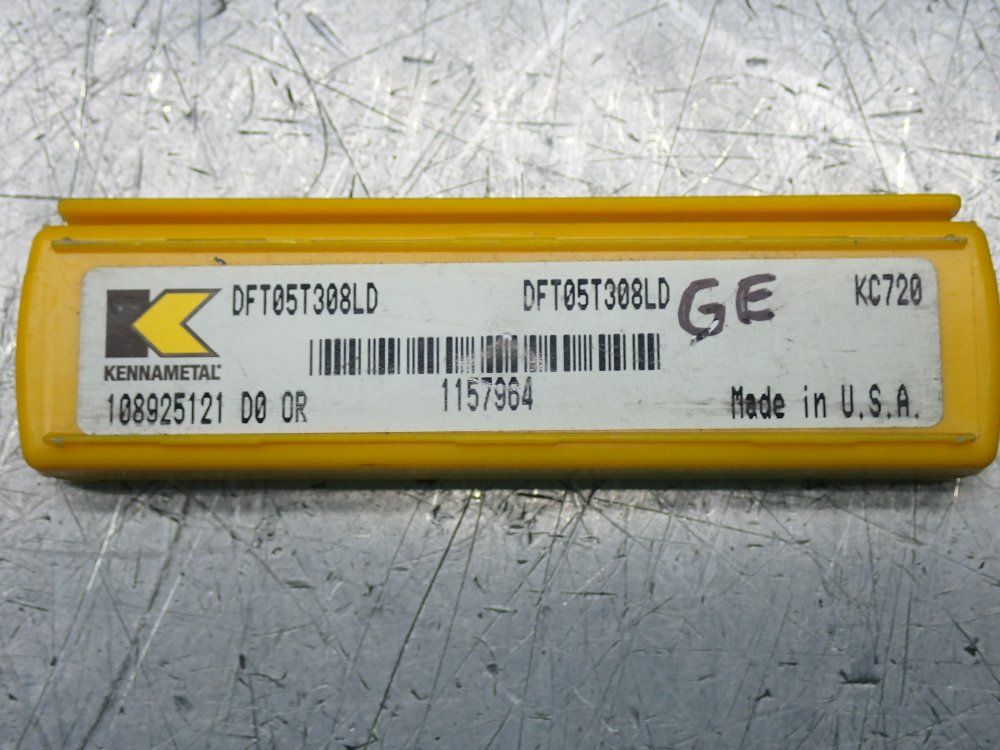 DFT05T308LD DFT05T308LD GE KC720
KENNAMETAL
108925121 D0 OR 1157964 Made in U.S.A.